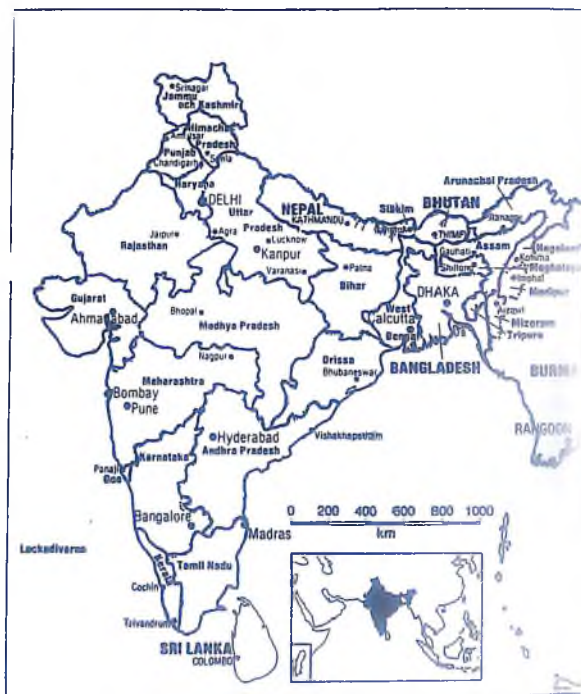 Srinagar
Jammu
och Kashmir
Himachal
Amritsar
Pradesh
Punjab
Simla
Chandigarh
Haryana
DELHI
Arunachal Pradesh
Uttar
NEPAL
Sikkim
BHUTAN
KATHMANDU
THIMPU
Pradesh
Agra
Lucknow
Jaipur
Rajasthan
Kanpur
Gauhati
Assam
Nagaland
Kohima
Varanasi
Patna
Shillong
Meghalaya
Imphal
Bihar
Manipur
Gujarat
DHAKA
Ahmadabad
Bhopal
West
Mizoram
Madhya Pradesh
Calcutta
Tripura
Bengal
Nagpur
Orissa
BANGLADESH
Bhubaneswar
BURMA
Maharashtra
Bombay
Pune
RANGOON
Hyderabad
Vishakhapatnam
Andhra Pradesh
Karnataka
Panaji
Goa
0 200 400 600 800 1000
km
Bangalore
Madras
Lackadiverna
Kerala
Tamil Nadu
Cochin
Trivandrum
SRI LANKA
COLOMBO